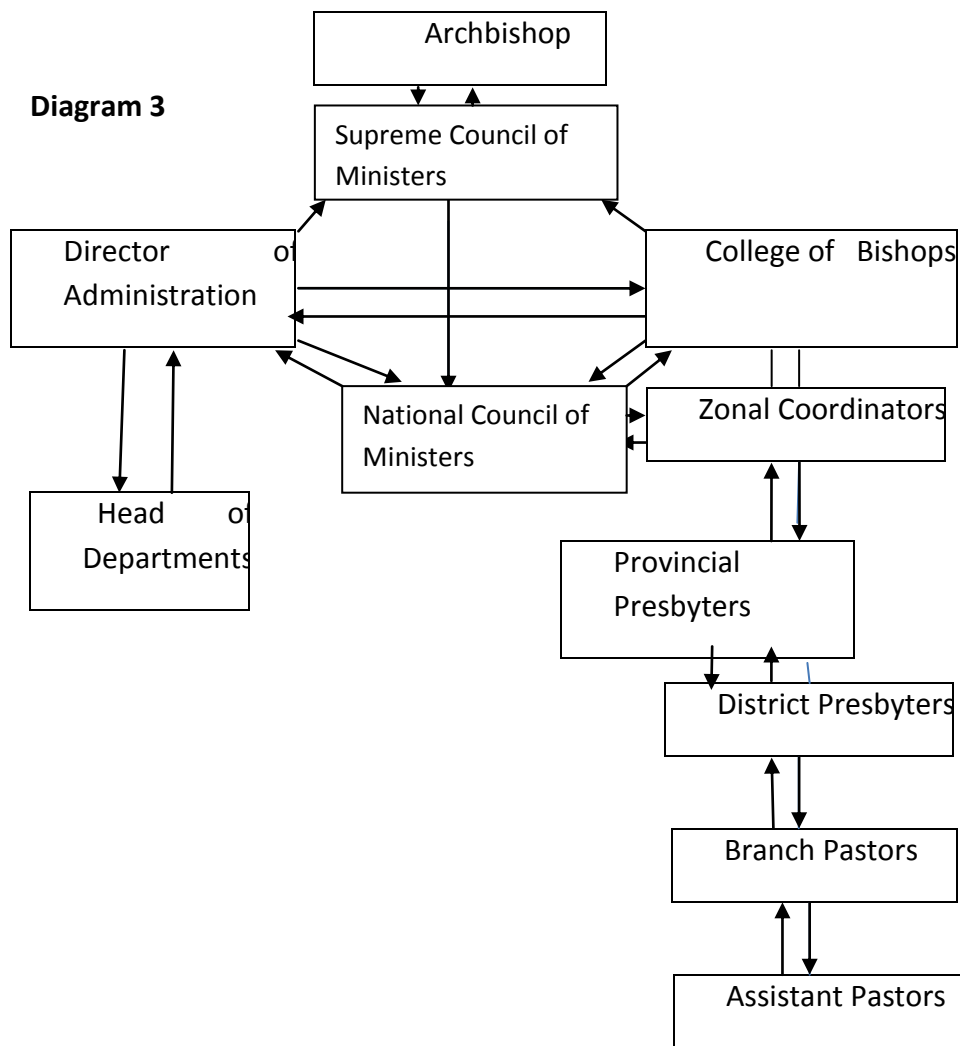 Archbishop
Diagram 3
Supreme Council of
Ministers
Director of
Administration
College of Bishops
National Council of
Ministers
Zonal Coordinators
Head of
Departments
Provincial
Presbyters
District Presbyters
Branch Pastors
Assistant Pastors